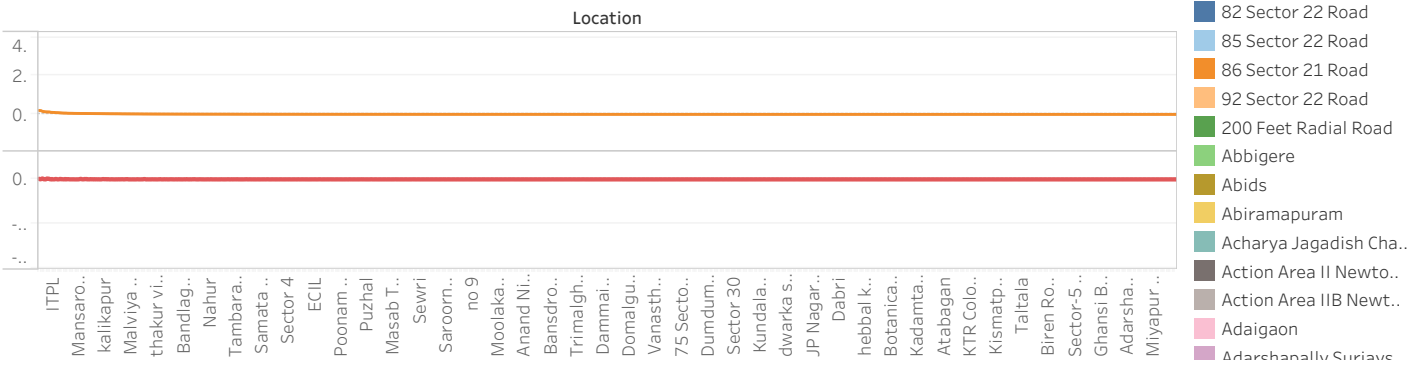 Location
4.
2.
0.
0.
-..
-..
ITPL
Mansaro..
kalikapur
Malviya ..
thakur vi..
Bandlag..
Nahur
Tambara..
Samata ..
Sector 4
ECIL
Poonam ..
Puzhal
Masab T..
Sewri
Saroorn..
no 9
Moolaka..
Anand Ni..
Bansdro..
Trimalgh..
Dammai..
Domalgu..
Vanasth..
75 Secto..
Dumdum..
Sector 30
Kundala..
dwarka s..
JP Nagar..
Dabri
hebbal k..
Botanica..
Kadamta..
Atabagan
KTR Colo..
Kismatp..
Taltala
Biren Ro..
Sector-5 ..
Ghansi B..
Adarsha..
Miyapur ..
82 Sector 22 Road
85 Sector 22 Road
86 Sector 21 Road
92 Sector 22 Road
200 Feet Radial Road
Abbigere
Abids
Abiramapuram
Acharya Jagadish Cha..
Action Area II Newto..
Action Area IIB Newt..
Adaigaon
Adarshapally Surjays